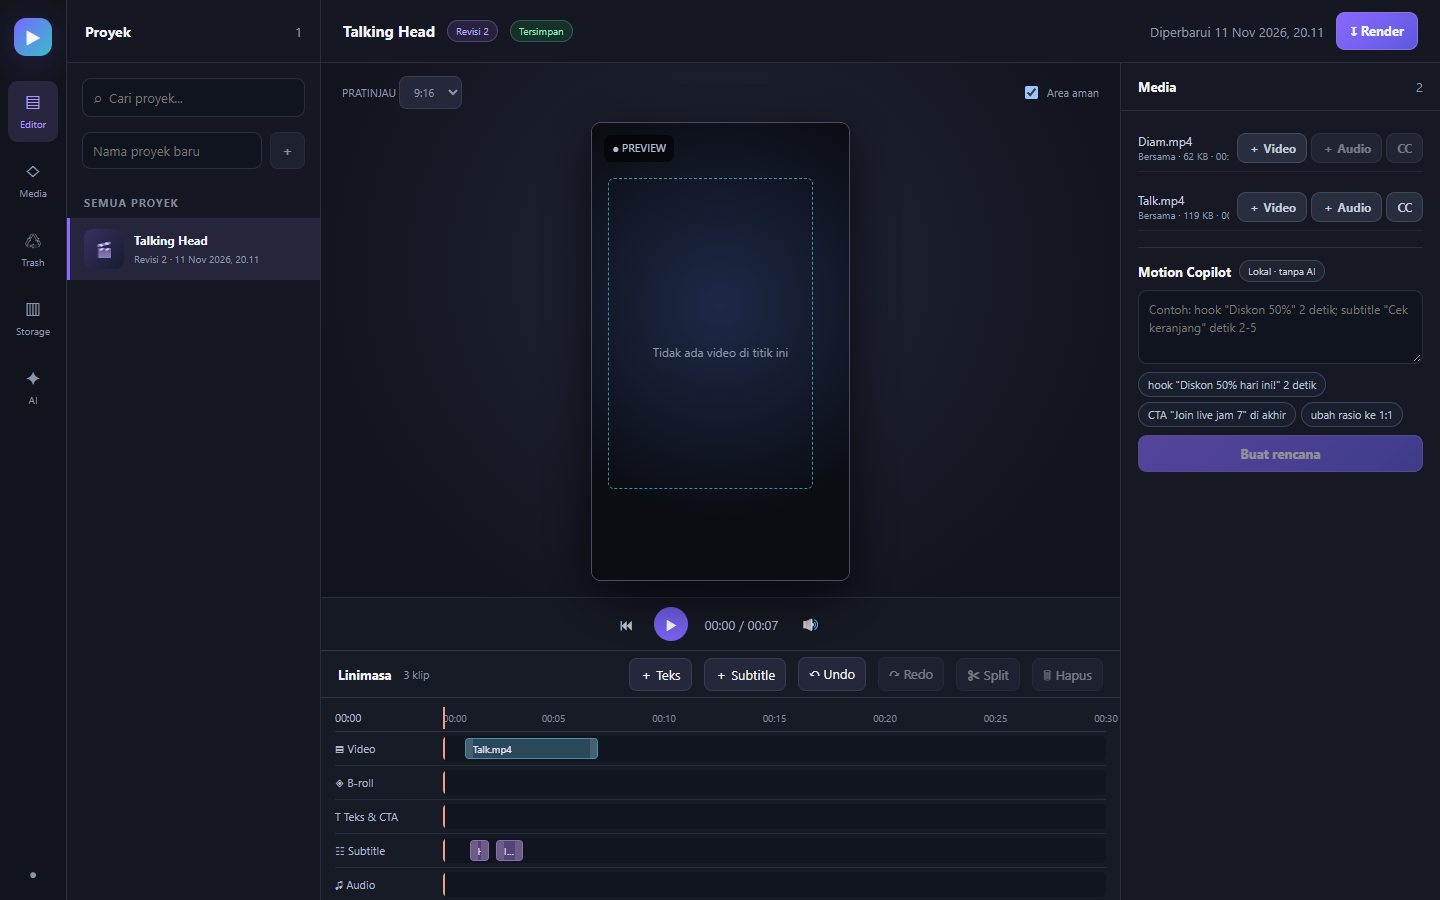 Editor
Media
Trash
Storage
AI
Proyek 1
Cari proyek...
Nama proyek baru
+
SEMUA PROYEK
Talking Head
Revisi 2 · 11 Nov 2026, 20.11
Talking Head Revisi 2 Tersimpan
Diperbarui 11 Nov 2026, 20.11
Render
PRATINJAU 9:16
Area aman
PREVIEW
Tidak ada video di titik ini
00:00 / 00:07
Linimasa 3 klip
+ Teks
+ Subtitle
Undo
Redo
Split
Hapus
00:00
00:00 00:05 00:10 00:15 00:20 00:25 00:30
Video
Talk.mp4
B-roll
T Teks & CTA
Subtitle
I...
Audio
Media 2
Diam.mp4
Bersama · 62 KB · 00:
+ Video
+ Audio
CC
Talk.mp4
Bersama · 119 KB · 0
+ Video
+ Audio
CC
Motion Copilot Lokal · tanpa AI
Contoh: hook "Diskon 50%" 2 detik; subtitle "Cek
keranjang" detik 2-5
hook "Diskon 50% hari ini!" 2 detik
CTA "Join live jam 7" di akhir
ubah rasio ke 1:1
Buat rencana